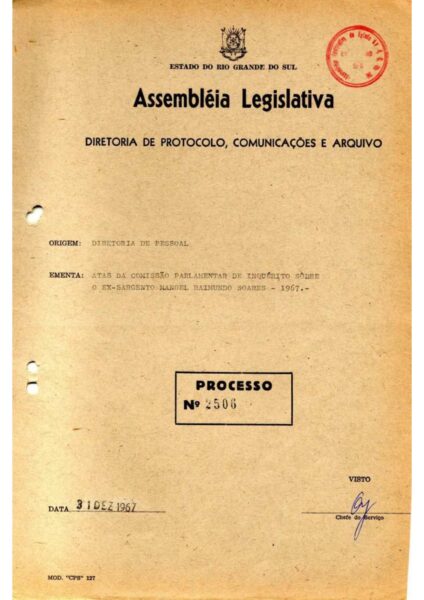 ESTADO DO RIO GRANDE DO SUL
Assembléia Legislativa
DIRETORIA DE PROTOCOLO, COMUNICAÇÕES E ARQUIVO
ORIGEM: DIRETORIA DE PESSOAL
EMENTA: ATAS DA COMISSÃO PARLAMENTAR DE INQUÉRITO SÔBRE
O EX-SARGENTO MANOEL RAIMUNDO SOARES - 1967.-
PROCESSO
Nº 2506
VISTO
DATA 31 DEZ 1967
Chefe do Serviço
MOD. "CPS" 127